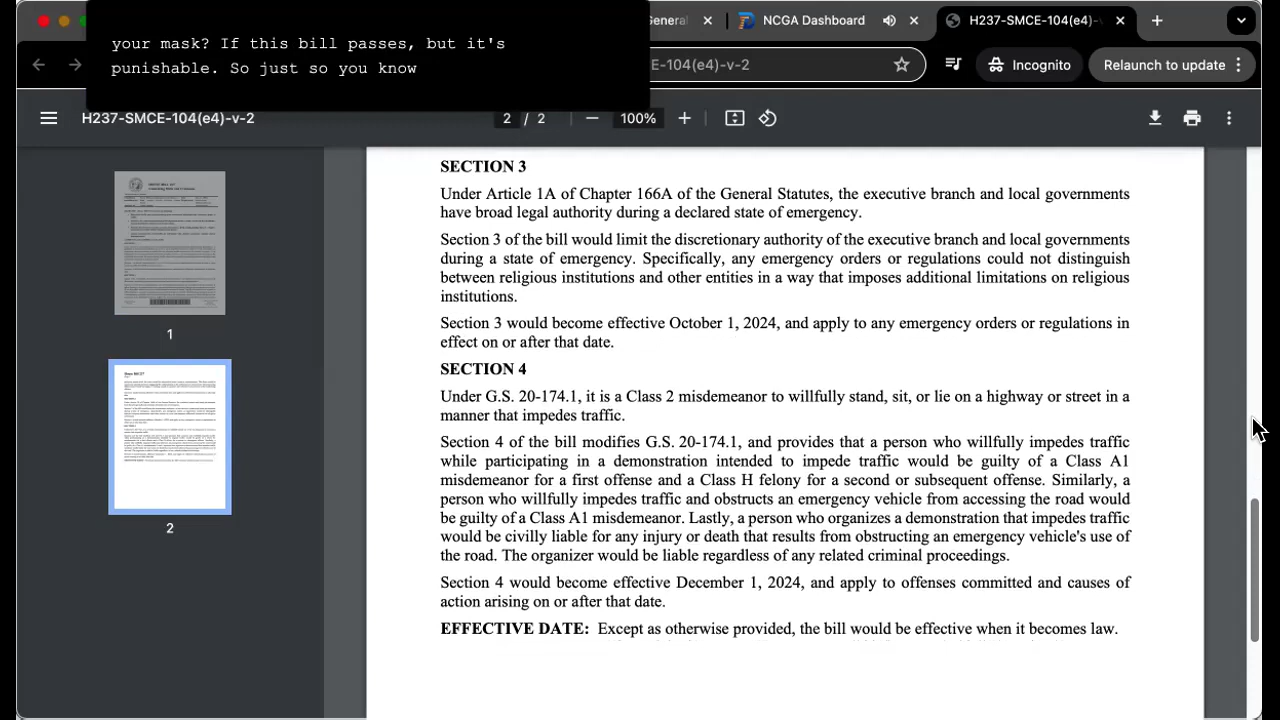 your mask? If this bill passes, but it's
punishable. So just so you know
General
NCGA Dashboard
H237-SMCE-104(e4)-v-
CE-104(e4)-v-2
Incognito
Relaunch to update
H237-SMCE-104(e4)-v-2
2 / 2
100%
SECTION 3
Under Article 1A of Chapter 166A of the General Statutes, the executive branch and local governments
have broad legal authority during a declared state of emergency.
Section 3 of the bill would limit the discretionary authority of the executive branch and local governments
during a state of emergency. Specifically, any emergency orders or regulations could not distinguish
between religious institutions and other entities in a way that imposes additional limitations on religious
institutions.
Section 3 would become effective October 1, 2024, and apply to any emergency orders or regulations in
effect on or after that date.
SECTION 4
Under G.S. 20-174.1, it is a Class 2 misdemeanor to willfully stand, sit, or lie on a highway or street in a
manner that impedes traffic.
Section 4 of the bill modifies G.S. 20-174.1, and provides that person who willfully impedes traffic
while participating in a demonstration intended to impede traffic would be guilty of a Class A1
misdemeanor for a first offense and a Class H felony for a second or subsequent offense. Similarly, a
person who willfully impedes traffic and obstructs an emergency vehicle from accessing the road would
be guilty of a Class A1 misdemeanor. Lastly, a person who organizes a demonstration that impedes traffic
would be civilly liable for any injury or death that results from obstructing an emergency vehicle's use of
the road. The organizer would be liable regardless of any related criminal proceedings.
Section 4 would become effective December 1, 2024, and apply to offenses committed and causes of
action arising on or after that date.
EFFECTIVE DATE: Except as otherwise provided, the bill would be effective when it becomes law.
1
2